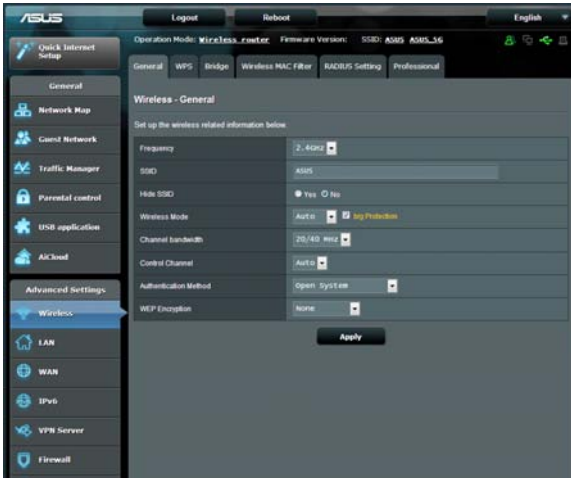 ASUS
Logout
Reboot
English
Quick Internet
Setup
Operation Mode: Wireless router Firmware Version: SSID: ASUS ASUS_5G
General WPS Bridge Wireless MAC Filter RADIUS Setting Professional
General
Network Map
Guest Network
Traffic Manager
Parental control
USB application
AiCloud
Advanced Settings
Wireless
LAN
WAN
IPv6
VPN Server
Firewall
Wireless - General
Set up the wireless related information below.
Frequency 2.4GHz
SSID ASUS
Hide SSID Yes No
Wireless Mode Auto b/g Protection
Channel bandwidth 20/40 MHz
Control Channel Auto
Authentication Method Open System
WEP Encryption None
Apply